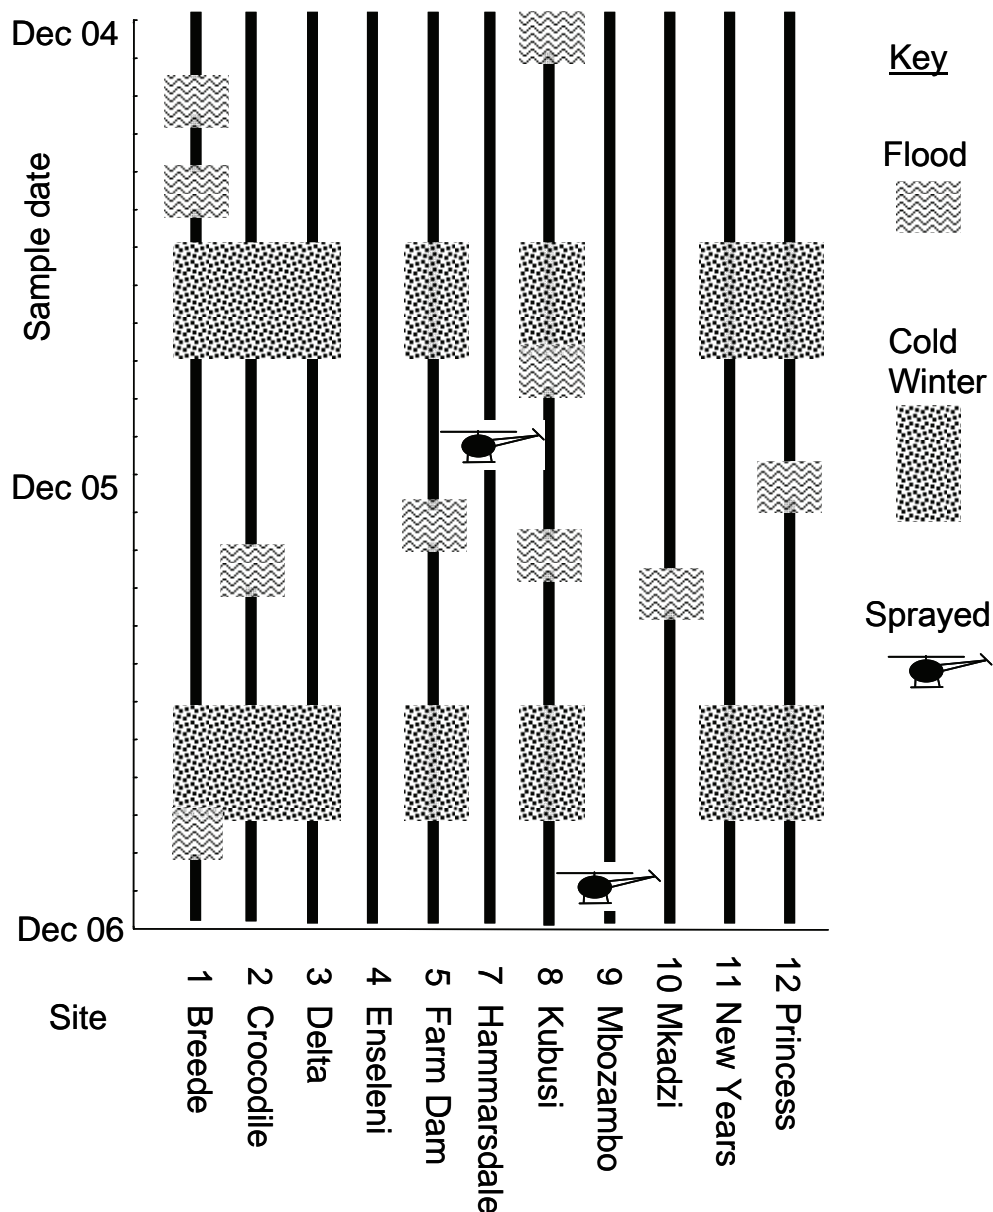 Dec 04
Sample date
Dec 05
Dec 06
Site
1 Breede
2 Crocodile
3 Delta
4 Enseleni
5 Farm Dam
7 Hammarsdale
8 Kubusi
9 Mbozambo
10 Mkadzi
11 New Years
12 Princess
Key
Flood
Cold
Winter
Sprayed